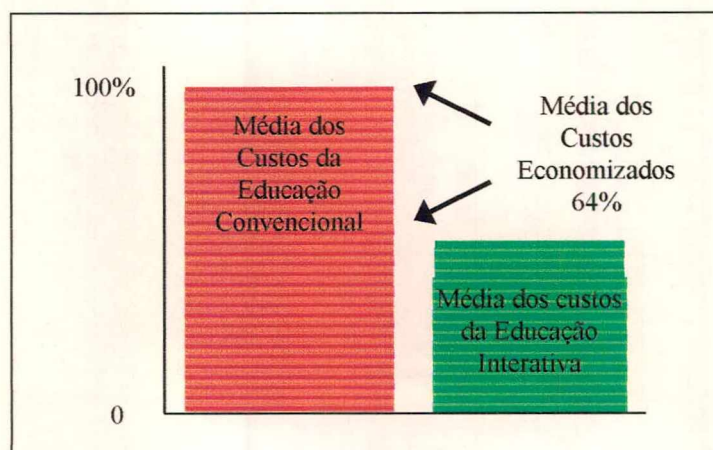 100%
Média dos
Custos da
Educação
Convencional
Média dos
Custos
Economizados
64%
Média dos custos
da Educação
Interativa
0